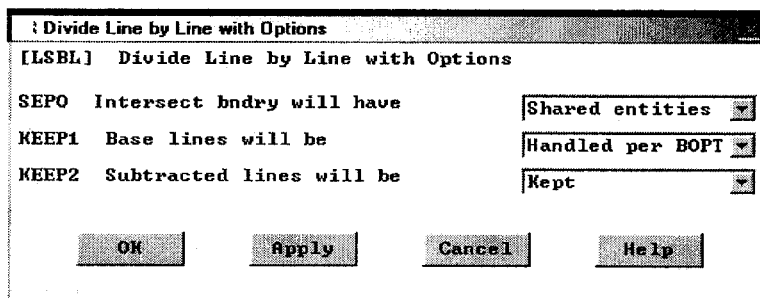 Divide Line by Line with Options
[LSBL] Divide Line by Line with Options
SEPO Intersect bndry will have Shared entities
KEEP1 Base lines will be Handled per BOPT
KEEP2 Subtracted lines will be Kept
OK Apply Cancel Help